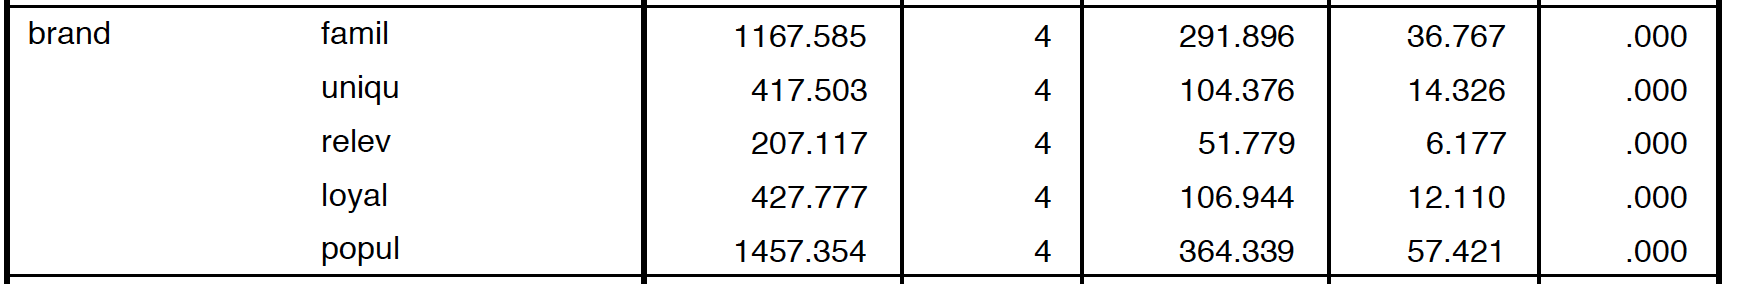 brand famil 1167.585 4 291.896 36.767 .000
uniqu 417.503 4 104.376 14.326 .000
relev 207.117 4 51.779 6.177 .000
loyal 427.777 4 106.944 12.110 .000
popul 1457.354 4 364.339 57.421 .000